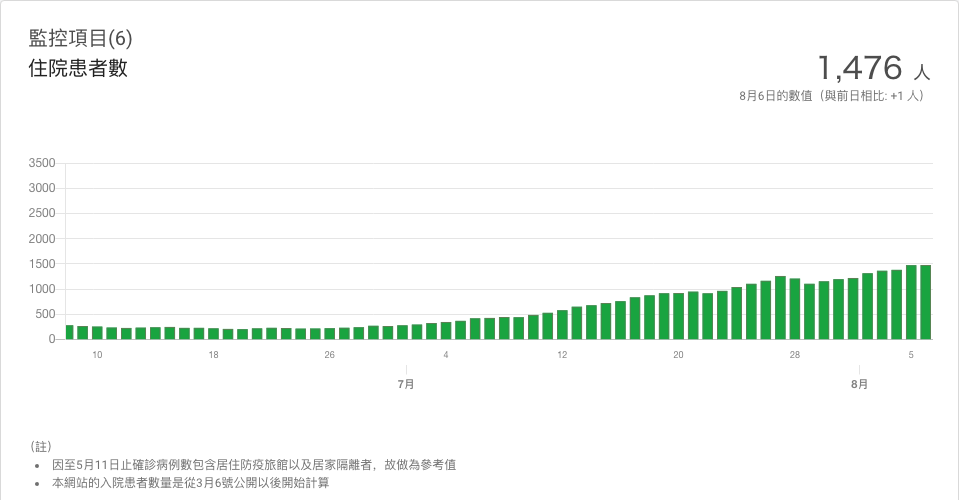 監控項目(6)
住院患者數
1,476 人
8月6日的數值（與前日相比: +1 人）
3500
3000
2500
2000
1500
1000
500
0
10 18 26 4 12 20 28 5
7月 8月
（註）
• 因至5月11日止確診病例數包含居住防疫旅館以及居家隔離者，故做為參考值
• 本網站的入院患者數量是從3月6號公開以後開始計算